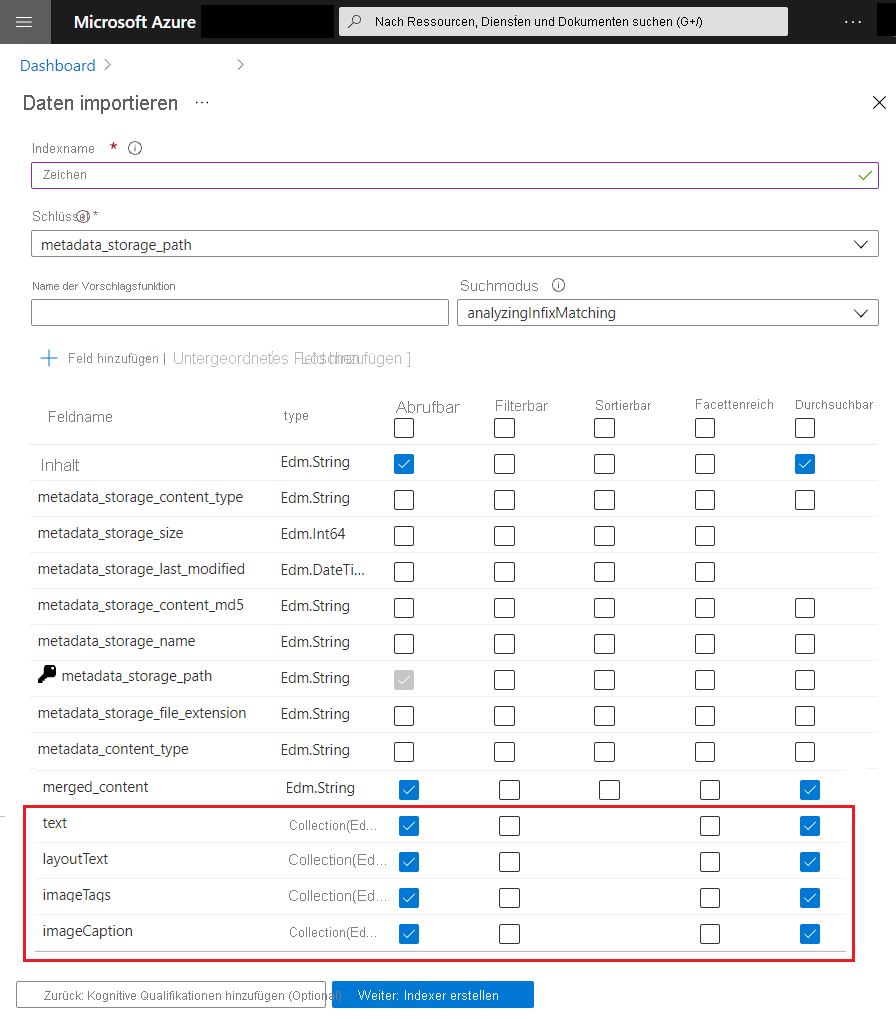 Microsoft Azure
Nach Ressourcen, Diensten und Dokumenten suchen (G+/)
Dashboard
Daten importieren
Indexname *
Zeichen
Schlüssel *
metadata_storage_path
Name der Vorschlagsfunktion
Suchmodus
analyzingInfixMatching
Feld hinzufügen | Untergeordnetes Feld hinzufügen ]
Feldname type Abrufbar Filterbar Sortierbar Facettenreich Durchsuchbar
Inhalt Edm.String
metadata_storage_content_type Edm.String
metadata_storage_size Edm.Int64
metadata_storage_last_modified Edm.DateTi...
metadata_storage_content_md5 Edm.String
metadata_storage_name Edm.String
metadata_storage_path Edm.String
metadata_storage_file_extension Edm.String
metadata_content_type Edm.String
merged_content Edm.String
text Collection(Ed...
layoutText Collection(Ed...
imageTags Collection(Ed...
imageCaption Collection(Ed...
Zurück: Kognitive Qualifikationen hinzufügen (Optional) Weiter: Indexer erstellen